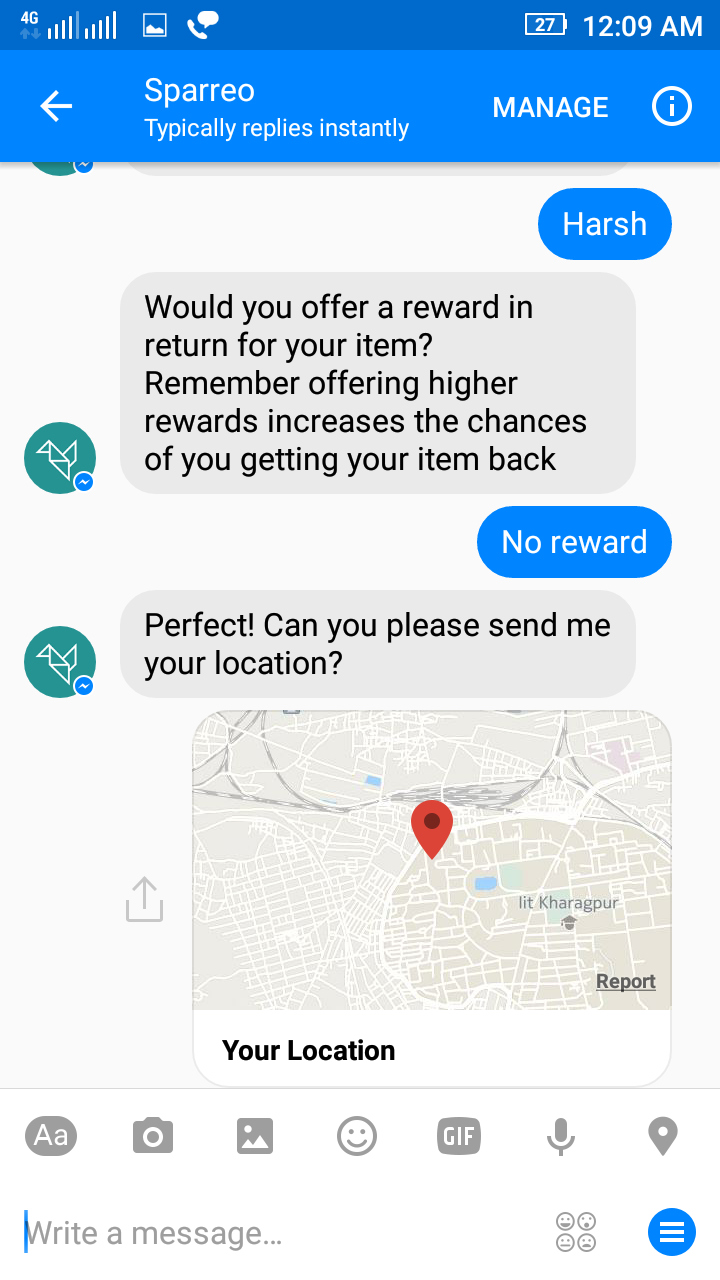 4G
27
12:09 AM
Sparreo
Typically replies instantly
MANAGE
Harsh
Would you offer a reward in
return for your item?
Remember offering higher
rewards increases the chances
of you getting your item back
No reward
Perfect! Can you please send me
your location?
Iit Kharagpur
Report
Your Location
Aa
GIF
Write a message…